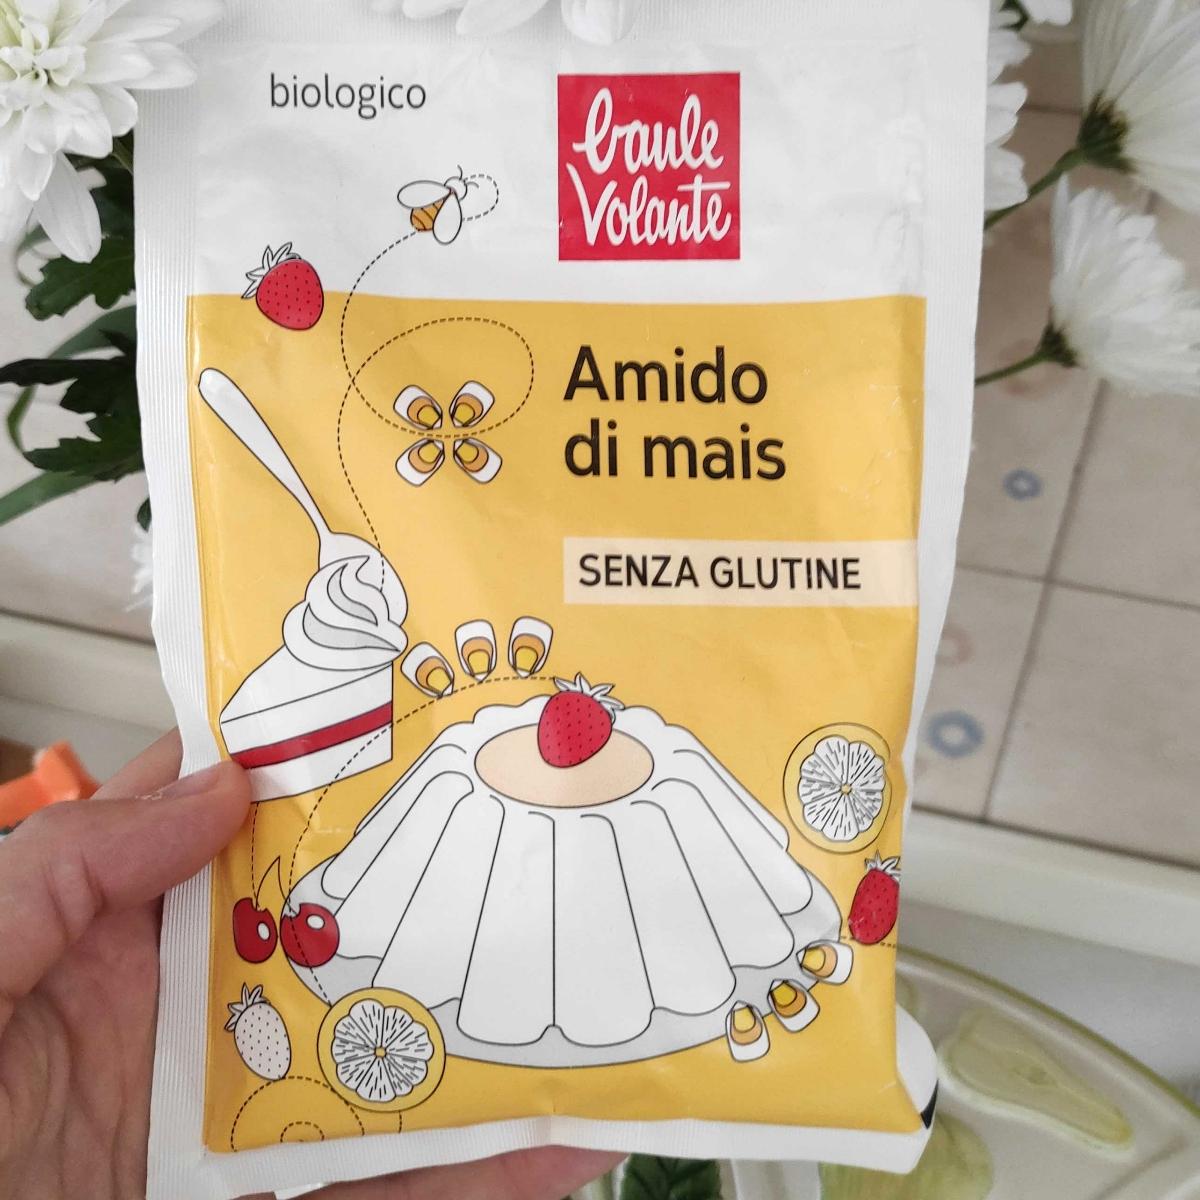 biologico
baule
Volante
Amido
di mais
SENZA GLUTINE